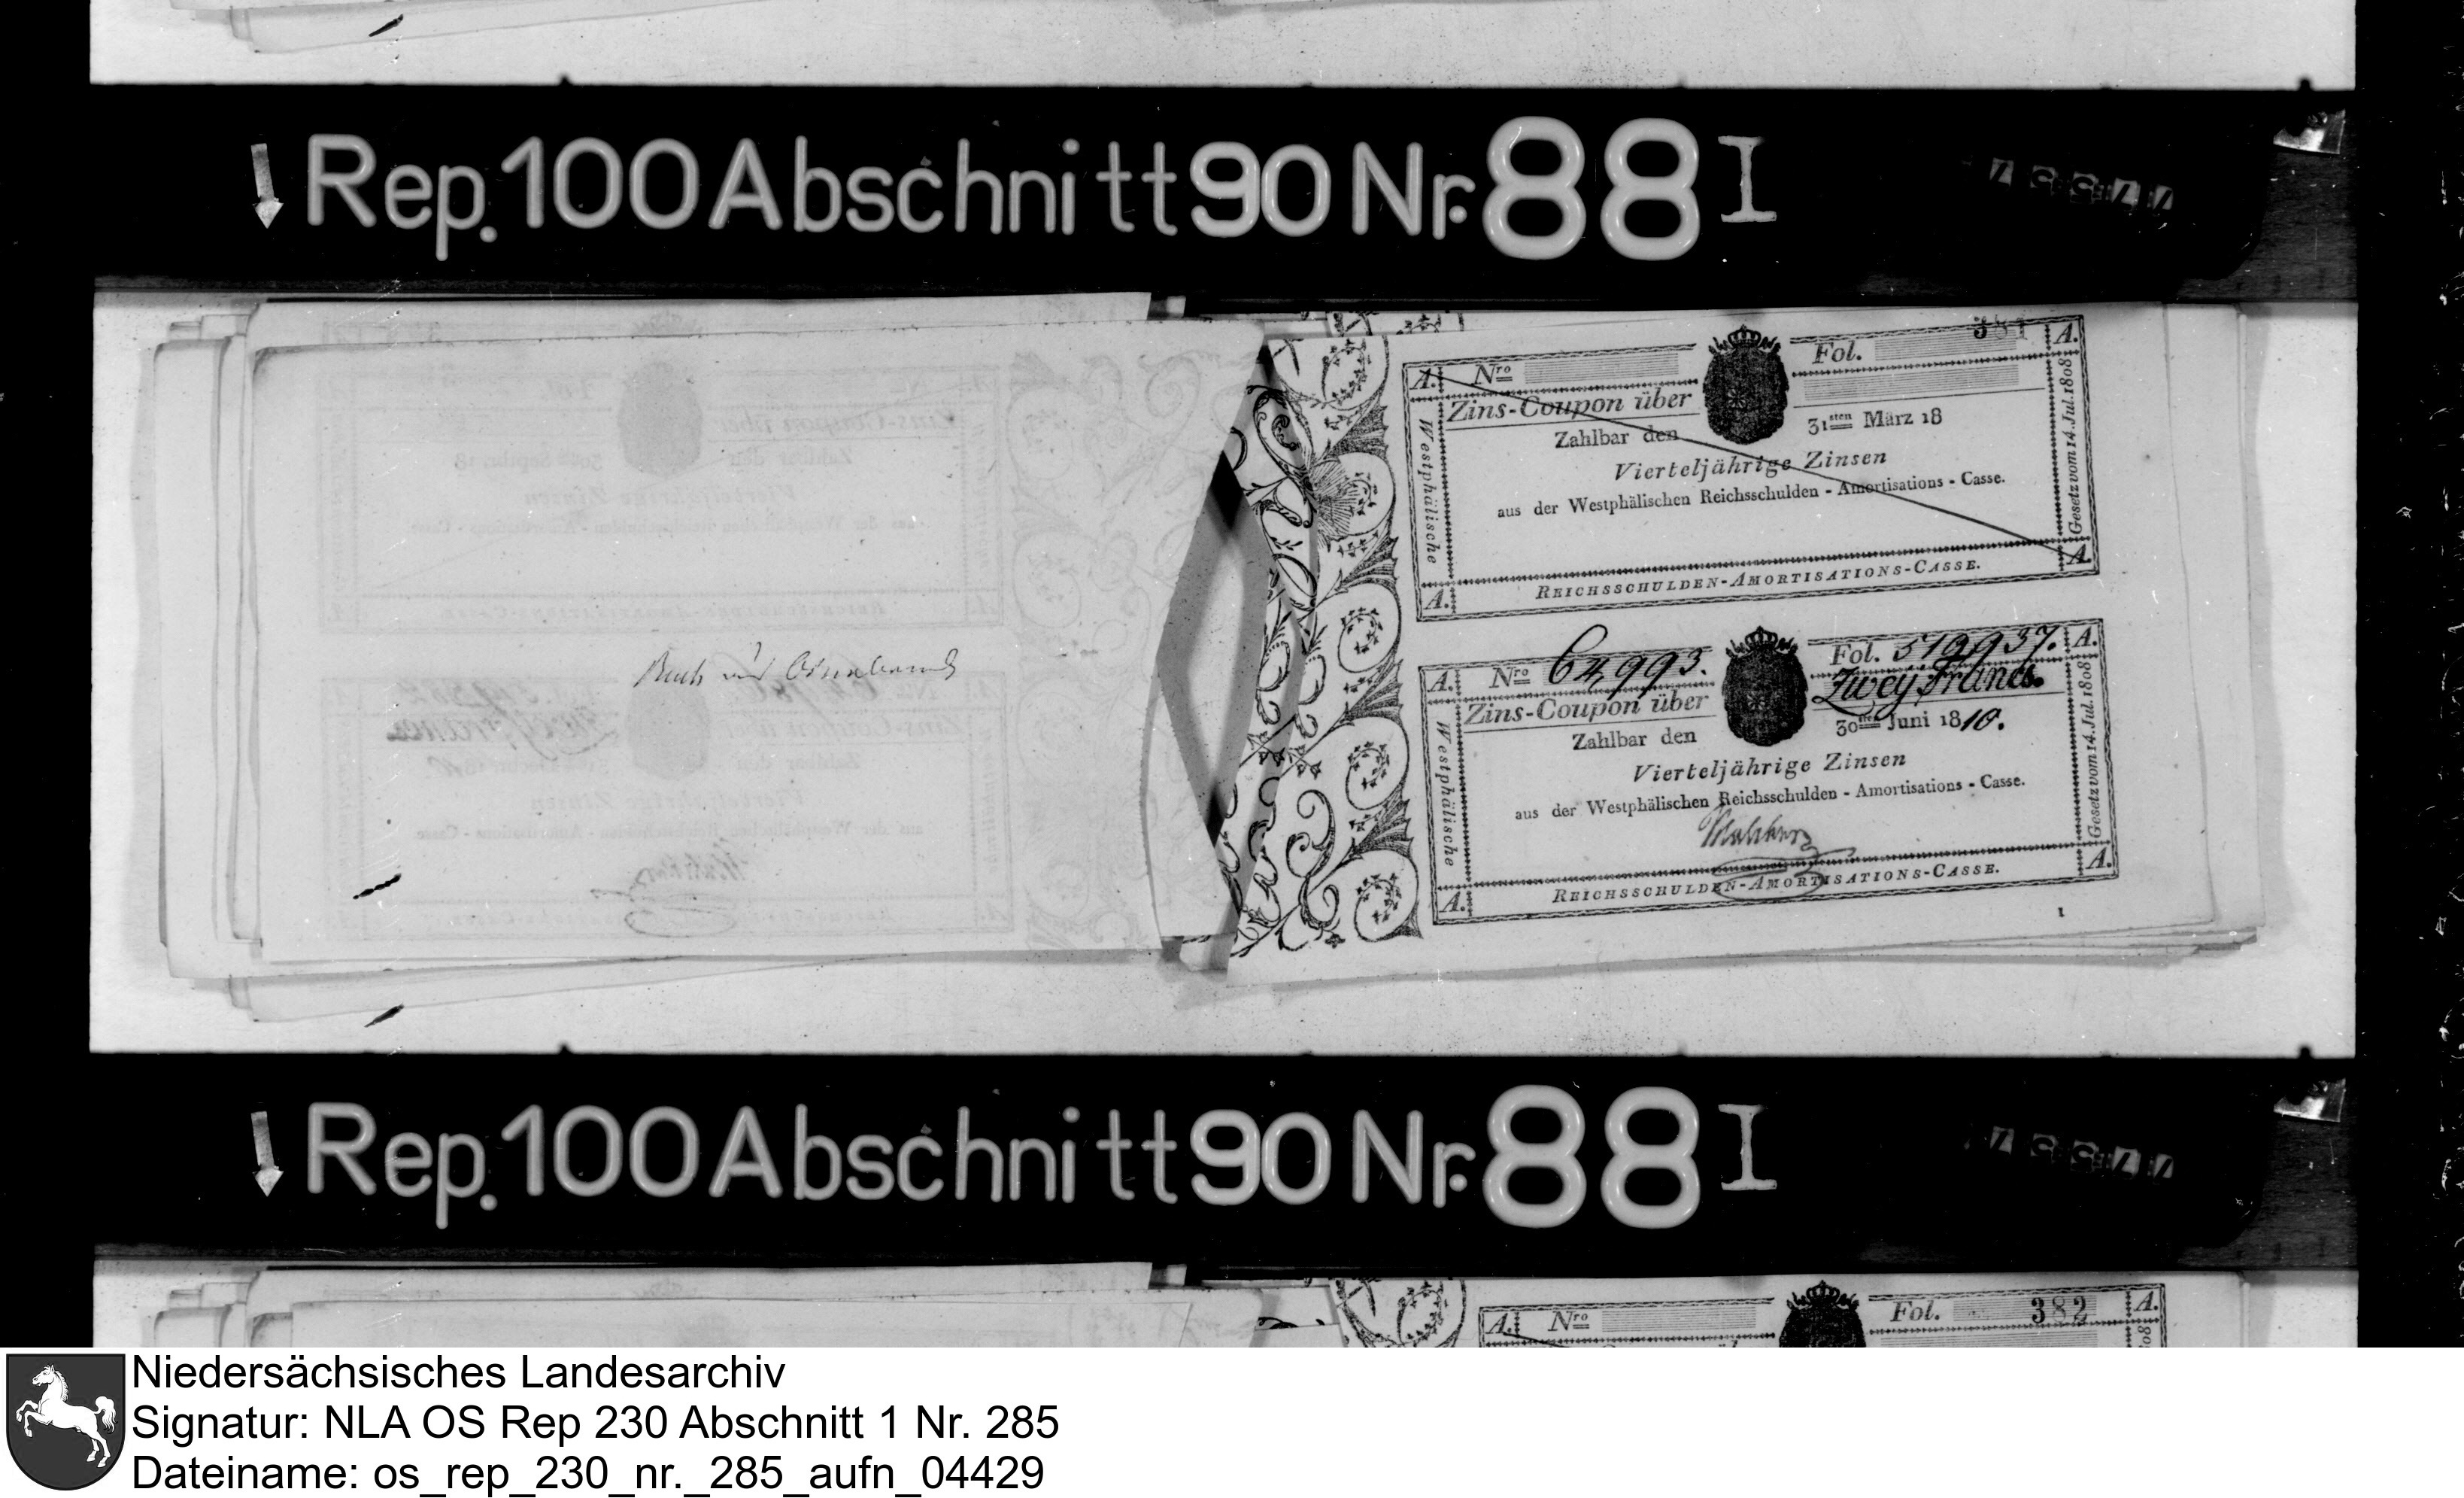 Rep. 100 Abschnitt 90 Nr. 88 I
381
A. Nro Fol. A.
Zins-Coupon über
Zahlbar den 31sten März 18
Vierteljährige Zinsen
aus der Westphälischen Reichsschulden - Amortisations - Casse.
Westphälische
Gesetz vom 14. Jul. 1808
A. REICHSSCHULDEN-AMORTISATIONS-CASSE. A.
A. Nro 64,993. Fol. 519937. A.
Zins-Coupon über Zwey Francs.
Zahlbar den 30sten Juni 1810.
Vierteljährige Zinsen
aus der Westphälischen Reichsschulden - Amortisations - Casse.
Westphälische
Gesetz vom 14. Jul. 1808
A. REICHSSCHULDEN-AMORTISATIONS-CASSE. A.
1
Rep. 100 Abschnitt 90 Nr. 88 I
A. Nro Fol. 382 A.
Niedersächsisches Landesarchiv
Signatur: NLA OS Rep 230 Abschnitt 1 Nr. 285
Dateiname: os_rep_230_nr._285_aufn_04429